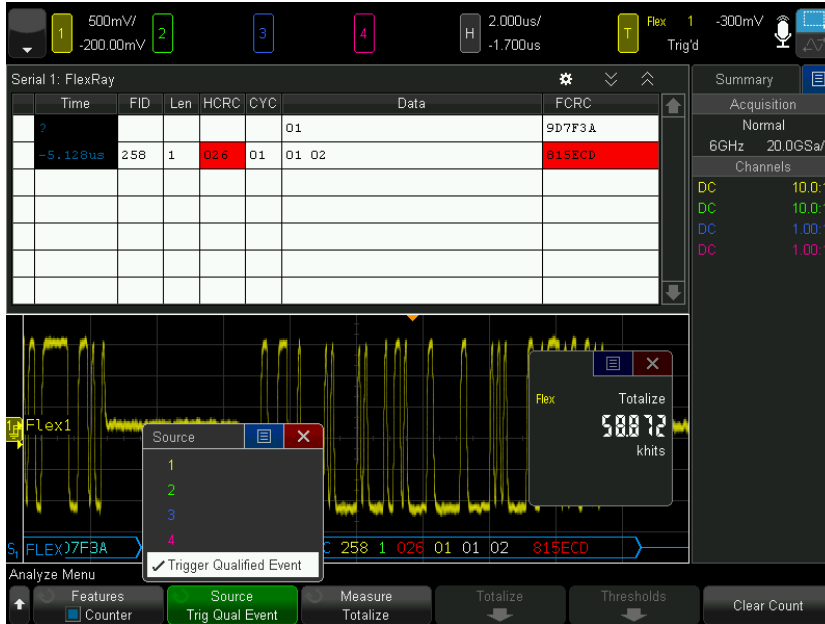 1 500mV/ 2 3 4 H 2.000us/ T Flex 1 -300mV
-200.00mV -1.700us Trig'd
Serial 1: FlexRay
Time FID Len HCRC CYC Data FCRC
? 01 9D7F3A
-5.128us 258 1 026 01 01 02 815ECD
Summary
Acquisition
Normal
6GHz 20.0GSa/
Channels
DC 10.0:1
DC 10.0:1
DC 1.00:1
DC 1.00:1
Flex1
Flex Totalize
58.872
khits
Source
1
2
3
4
✓ Trigger Qualified Event
S1 FLEX 07F3A C 258 1 026 01 01 02 815ECD
Analyze Menu
Features Source Measure Totalize Thresholds
Counter Trig Qual Event Totalize Clear Count